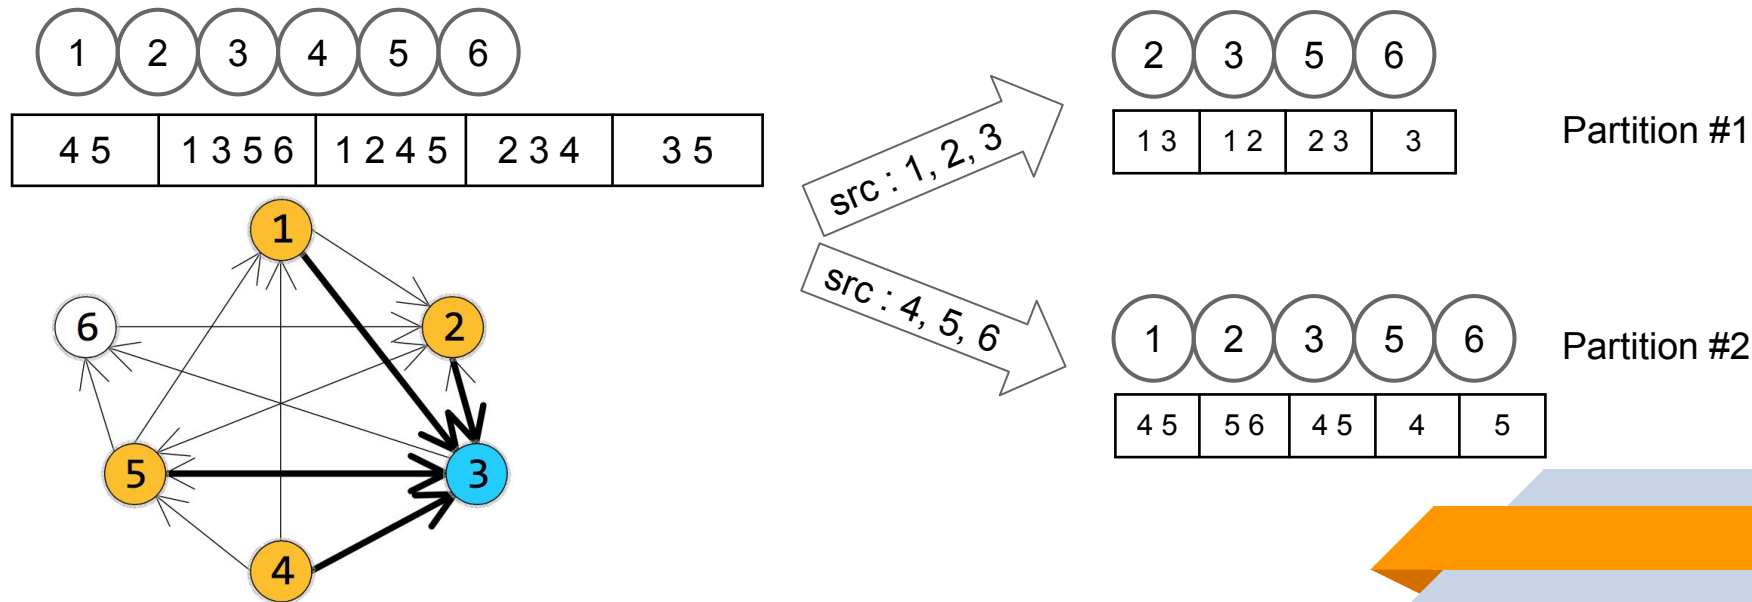 1 2 3 4 5 6
4 5 1 3 5 6 1 2 4 5 2 3 4 3 5
1
6 2
5 3
4
src : 1, 2, 3
src : 4, 5, 6
2 3 5 6
1 3 1 2 2 3 3
Partition #1
1 2 3 5 6
4 5 5 6 4 5 4 5
Partition #2